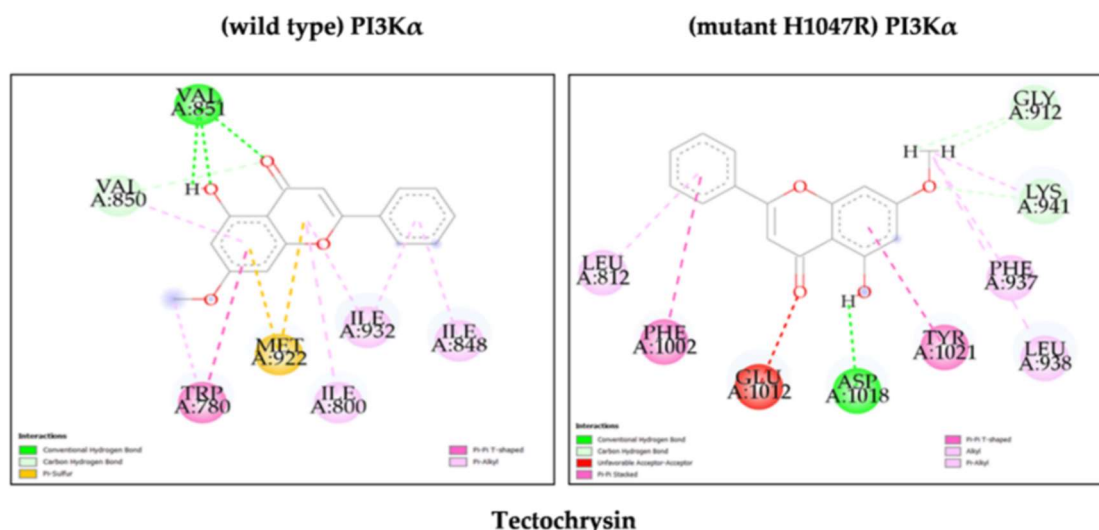 (wild type) PI3Kα
(mutant H1047R) PI3Kα
VAL
A:851
VAL
A:850
H
O
O
O
O
ILE
A:932
ILE
A:848
MET
A:922
TRP
A:780
ILE
A:800
Interactions
Conventional Hydrogen Bond
Carbon Hydrogen Bond
Pi-Sulfur
Pi-Pi T-shaped
Pi-Alkyl
GLY
A:912
H H
O
O
LYS
A:941
LEU
A:812
PHE
A:937
O
H
O
PHE
A:1002
TYR
A:1021
LEU
A:938
GLU
A:1012
ASP
A:1018
Interactions
Conventional Hydrogen Bond
Carbon Hydrogen Bond
Unfavorable Acceptor-Acceptor
Pi-Pi Stacked
Pi-Pi T-shaped
Alkyl
Pi-Alkyl
Tectochrysin